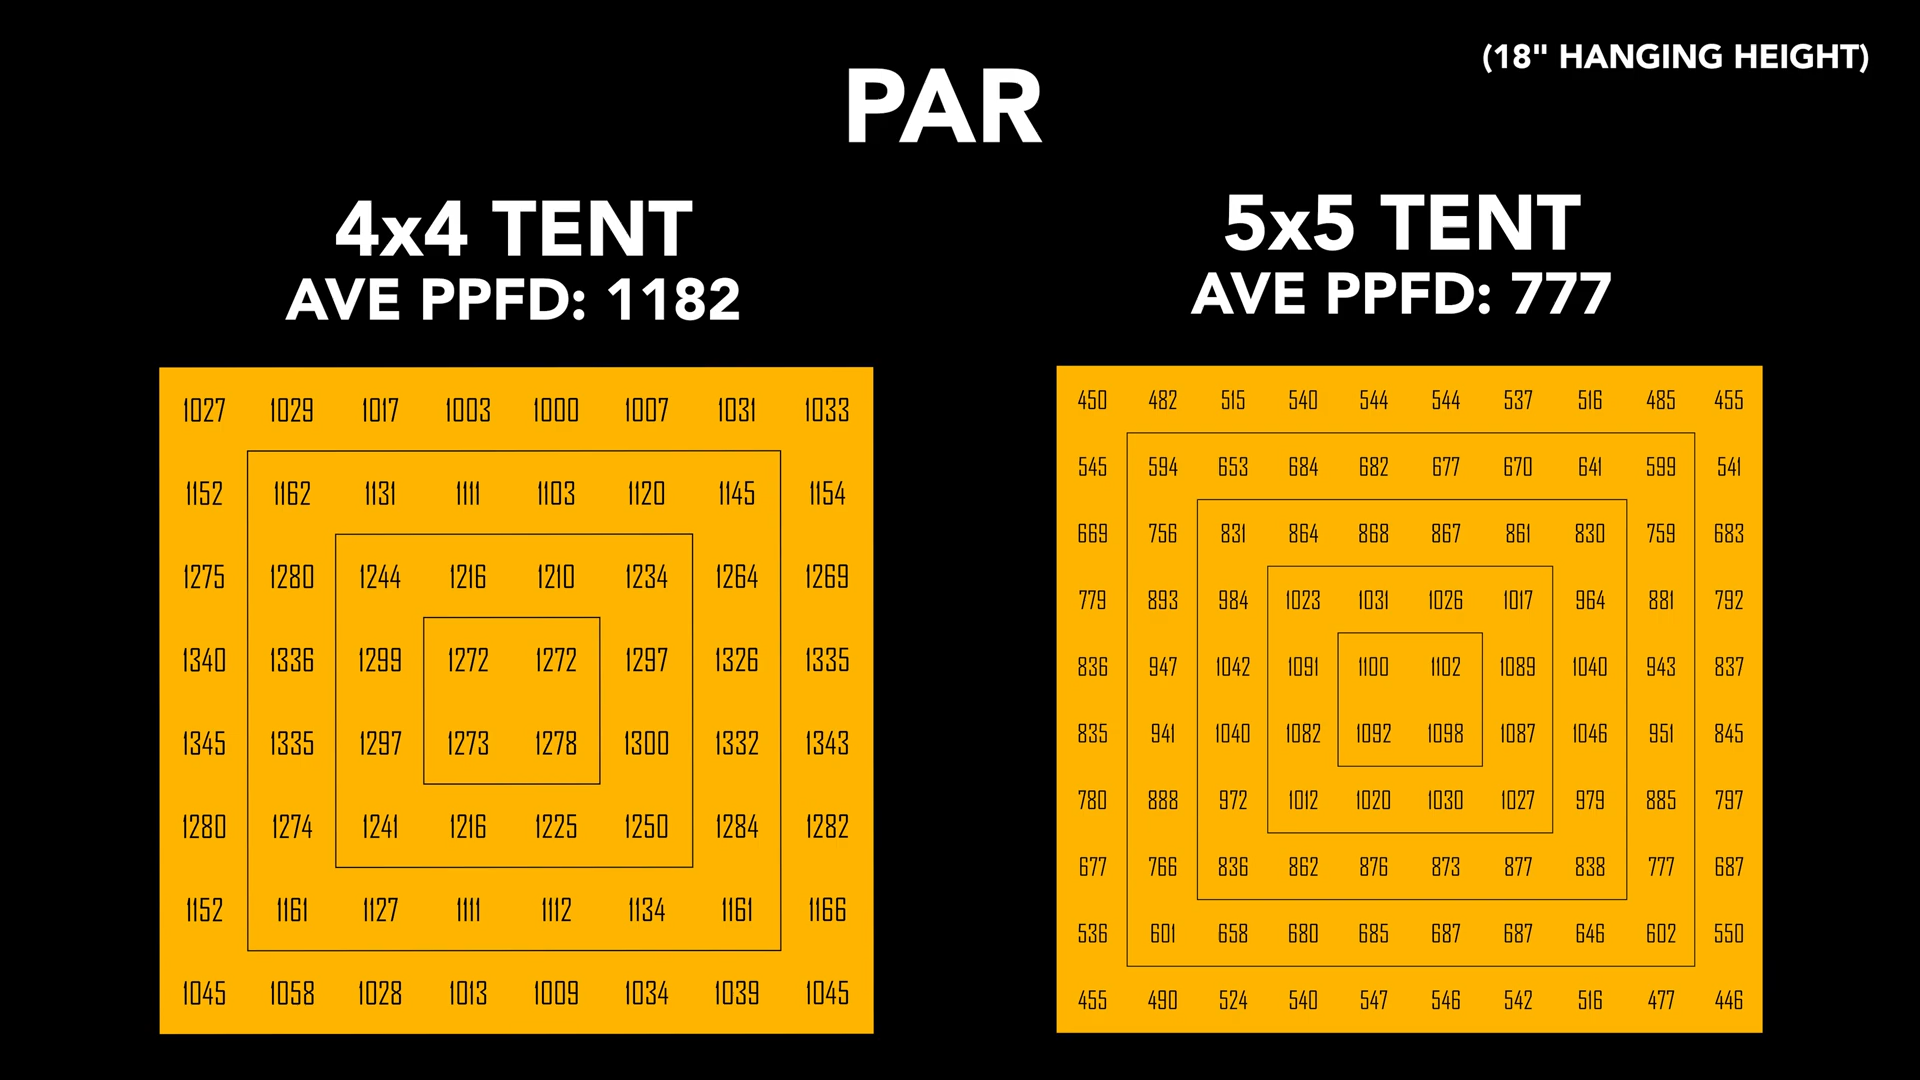 (18" HANGING HEIGHT)
PAR
4x4 TENT
AVE PPFD: 1182
1027 1029 1017 1003 1000 1007 1031 1033
1152 1162 1131 1111 1103 1120 1145 1154
1275 1280 1244 1216 1210 1234 1264 1269
1340 1336 1299 1272 1272 1297 1326 1335
1345 1335 1297 1273 1278 1300 1332 1343
1280 1274 1241 1216 1225 1250 1284 1282
1152 1161 1127 1111 1112 1134 1161 1166
1045 1058 1028 1013 1009 1034 1039 1045
5x5 TENT
AVE PPFD: 777
450 482 515 540 544 544 537 516 485 455
545 594 653 684 682 677 670 641 599 541
669 756 831 864 868 867 861 830 759 683
779 893 984 1023 1031 1026 1017 964 881 792
836 947 1042 1091 1100 1102 1089 1040 943 837
835 941 1040 1082 1092 1098 1087 1046 951 845
780 888 972 1012 1020 1030 1027 979 885 797
677 766 836 862 876 873 877 838 777 687
536 601 658 680 685 687 687 646 602 550
455 490 524 540 547 546 542 516 477 446